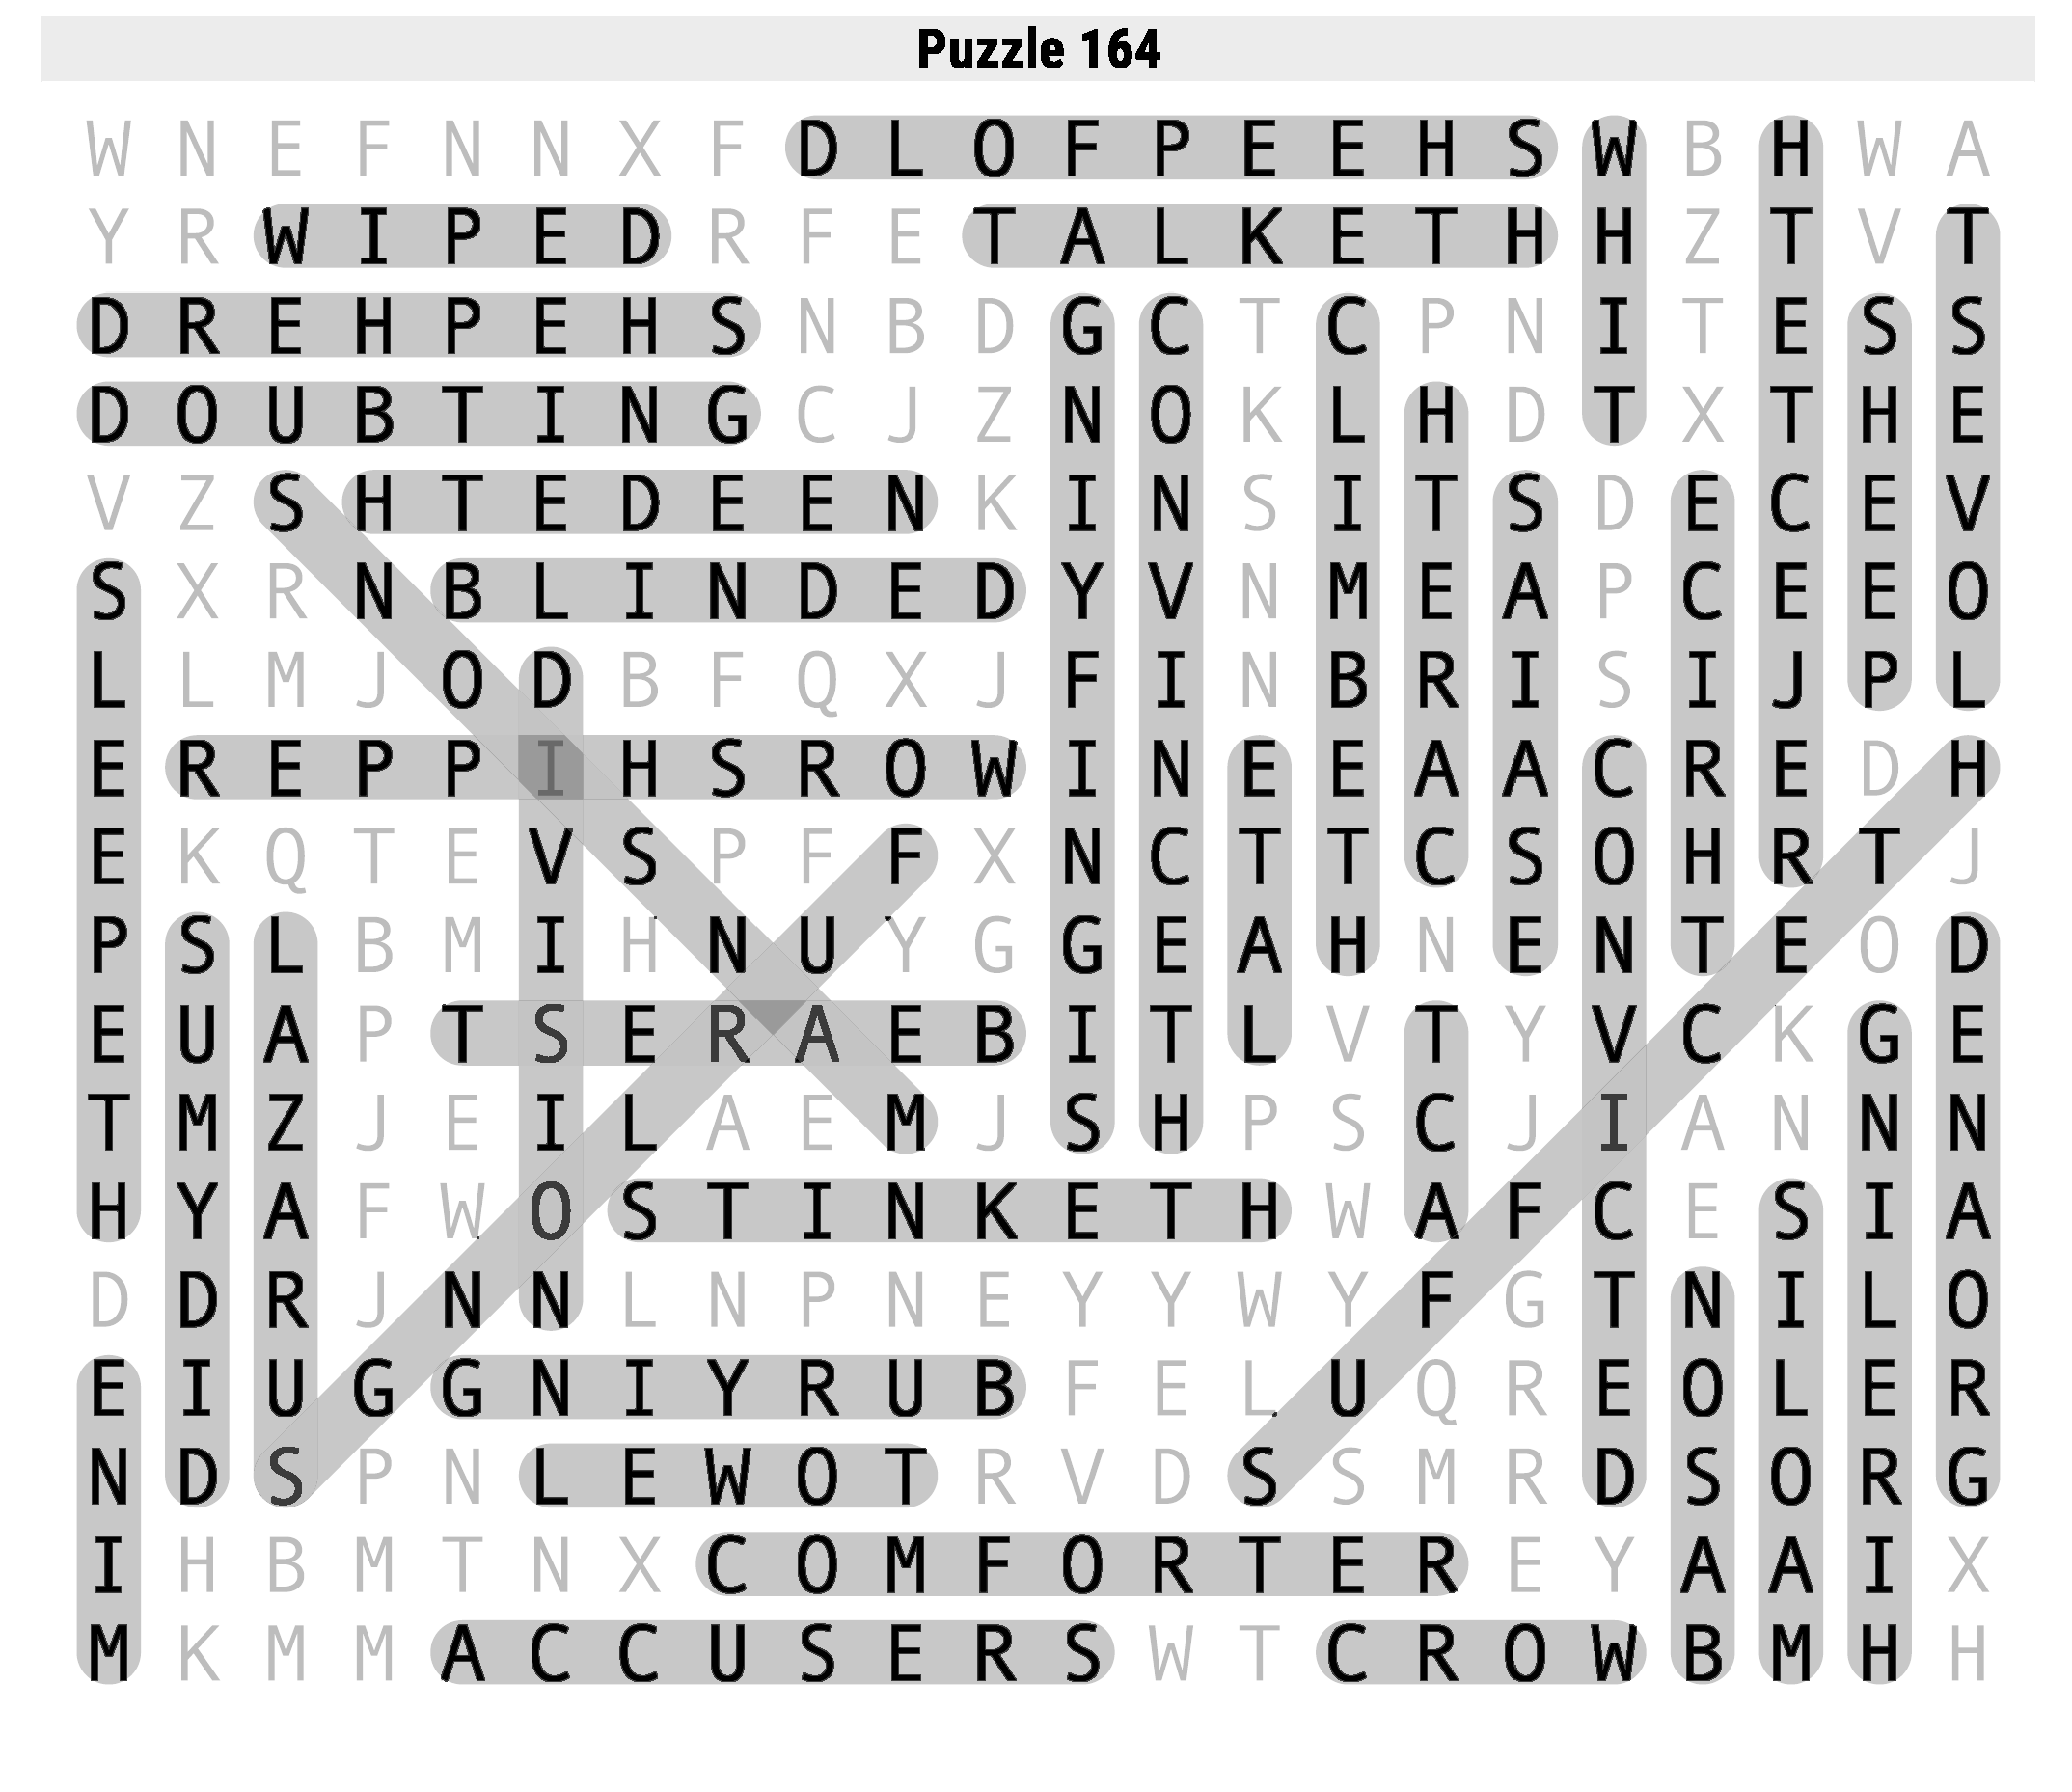 Puzzle 164
W N E F N N X F D L O F P E E H S W B H W A
Y R W I P E D R F E T A L K E T H H Z T V T
D R E H P E H S N B D G C T C P N I T E S S
D O U B T I N G C J Z N O K L H D T X T H E
V Z S H T E D E E N K I N S I T S D E C E V
S X R N B L I N D E D Y V N M E A P C E E O
L L M J O D B F Q X J F I N B R I S I J P L
E R E P P I H S R O W I N E E A A C R E D H
E K Q T E V S P F F X N C T T C S O H R T J
P S L B M I H N U Y G G E A H N E N T E O D
E U A P T S E R A E B I T L V T Y V C K G E
T M Z J E I L A E M J S H P S C J I A N N N
H Y A F W O S T I N K E T H W A F C E S I A
D D R J N N L N P N E Y Y W Y F G T N I L O
E I U G G N I Y R U B F E L U Q R E O L E R
N D S P N L E W O T R V D S S M R D S O R G
I H B M T N X C O M F O R T E R E Y A A I X
M K M M A C C U S E R S W T C R O W B M H H